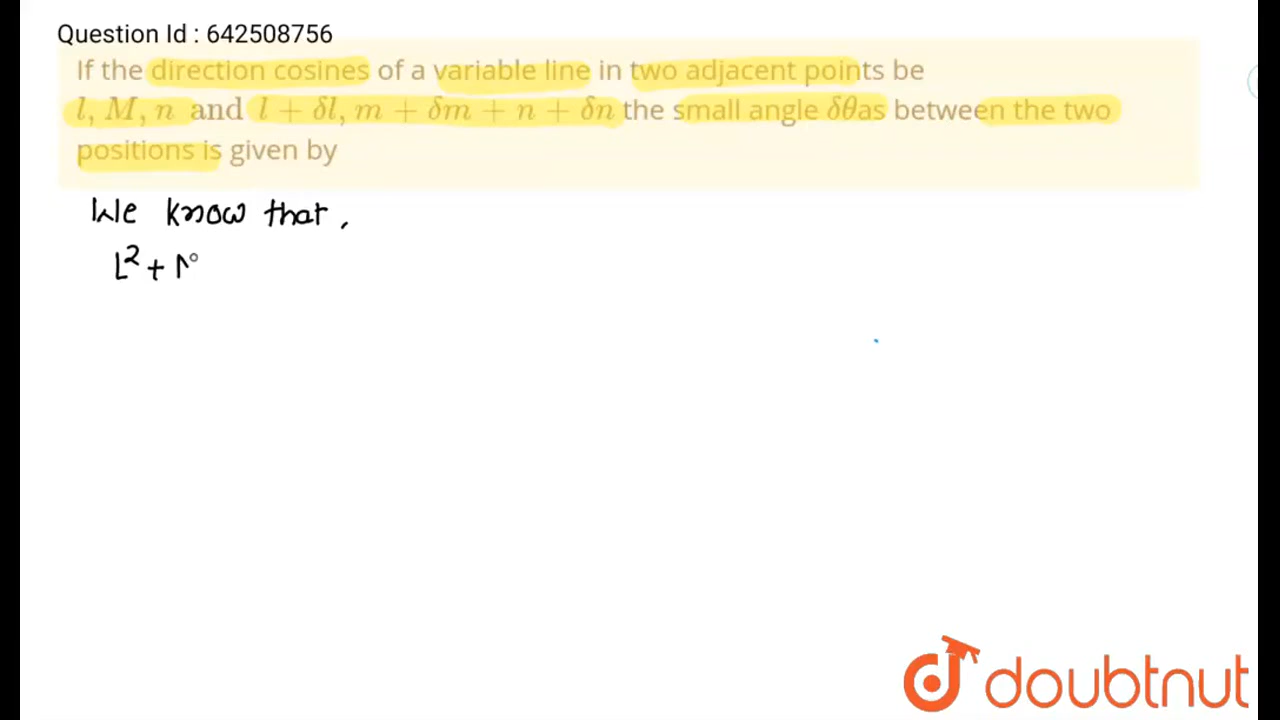 Question Id : 642508756
If the direction cosines of a variable line in two adjacent points be
l, M, n and l + δl, m + δm + n + δn the small angle δθas between the two
positions is given by
We know that,
L² +
doubtnut